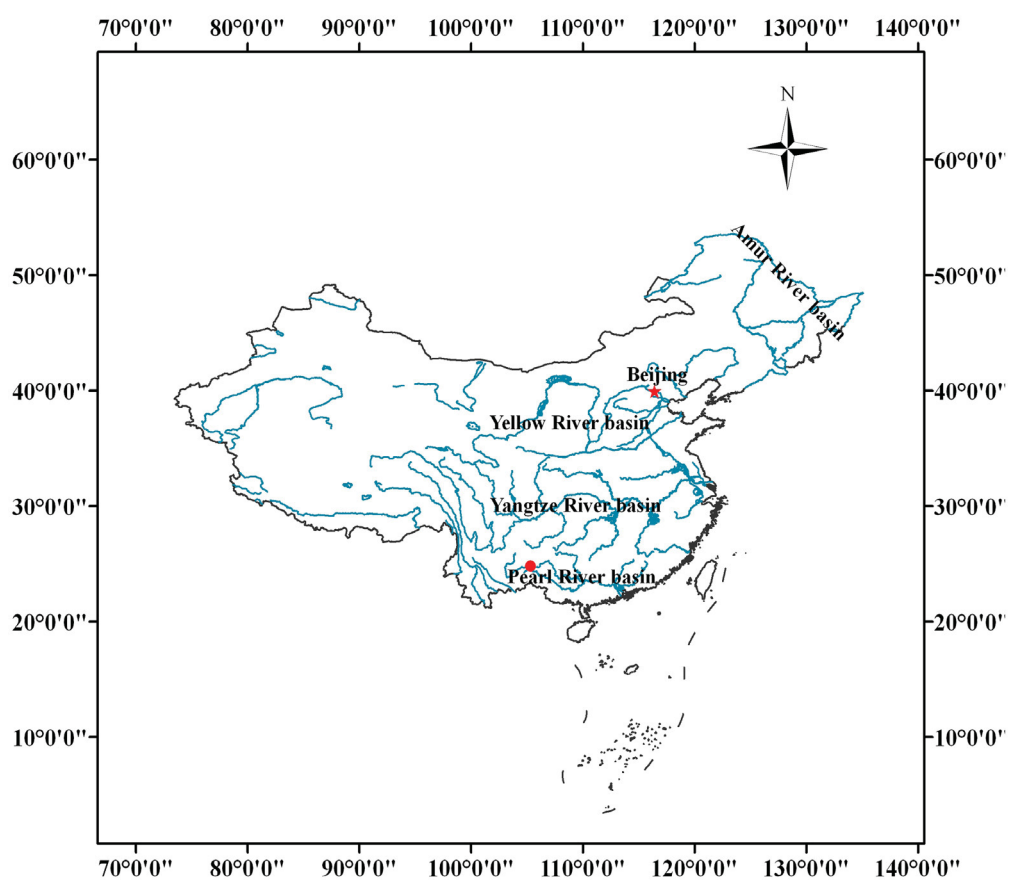 70°0'0" 80°0'0" 90°0'0" 100°0'0" 110°0'0" 120°0'0" 130°0'0" 140°0'0"
N
60°0'0" 60°0'0"
Amur River basin
50°0'0" 50°0'0"
Beijing
40°0'0" 40°0'0"
Yellow River basin
30°0'0" Yangtze River basin 30°0'0"
Pearl River basin
20°0'0" 20°0'0"
10°0'0" 10°0'0"
70°0'0" 80°0'0" 90°0'0" 100°0'0" 110°0'0" 120°0'0" 130°0'0" 140°0'0"